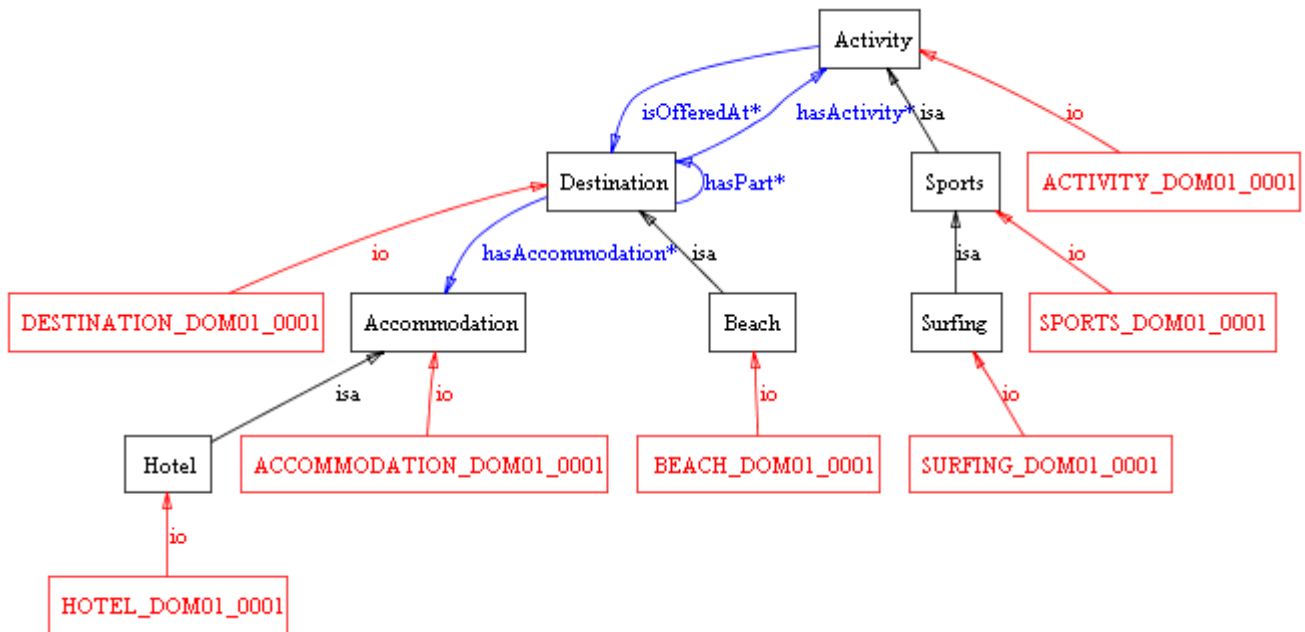 Activity
isOfferedAt*
hasActivity*
isa
io
Destination
hasPart*
Sports
ACTIVITY_DOM01_0001
io
hasAccommodation*
isa
isa
io
DESTINATION_DOM01_0001
Accommodation
Beach
Surfing
SPORTS_DOM01_0001
isa
io
io
io
Hotel
ACCOMMODATION_DOM01_0001
BEACH_DOM01_0001
SURFING_DOM01_0001
io
HOTEL_DOM01_0001